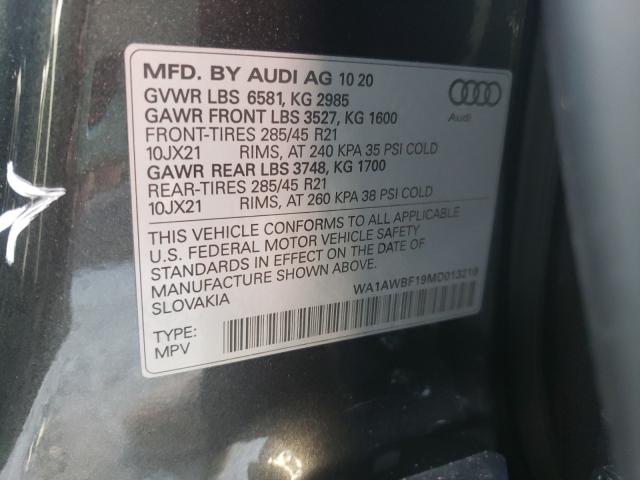 MFD. BY AUDI AG 10 20
GVWR LBS 6581, KG 2985
GAWR FRONT LBS 3527, KG 1600
FRONT-TIRES 285/45 R21
10JX21 RIMS, AT 240 KPA 35 PSI COLD
GAWR REAR LBS 3748, KG 1700
REAR-TIRES 285/45 R21
10JX21 RIMS, AT 260 KPA 38 PSI COLD
Audi
THIS VEHICLE CONFORMS TO ALL APPLICABLE
U.S. FEDERAL MOTOR VEHICLE SAFETY
STANDARDS IN EFFECT ON THE DATE OF
MANUFACTURE SHOWN ABOVE.
SLOVAKIA
WA1AWBF19MD013210
TYPE:
MPV